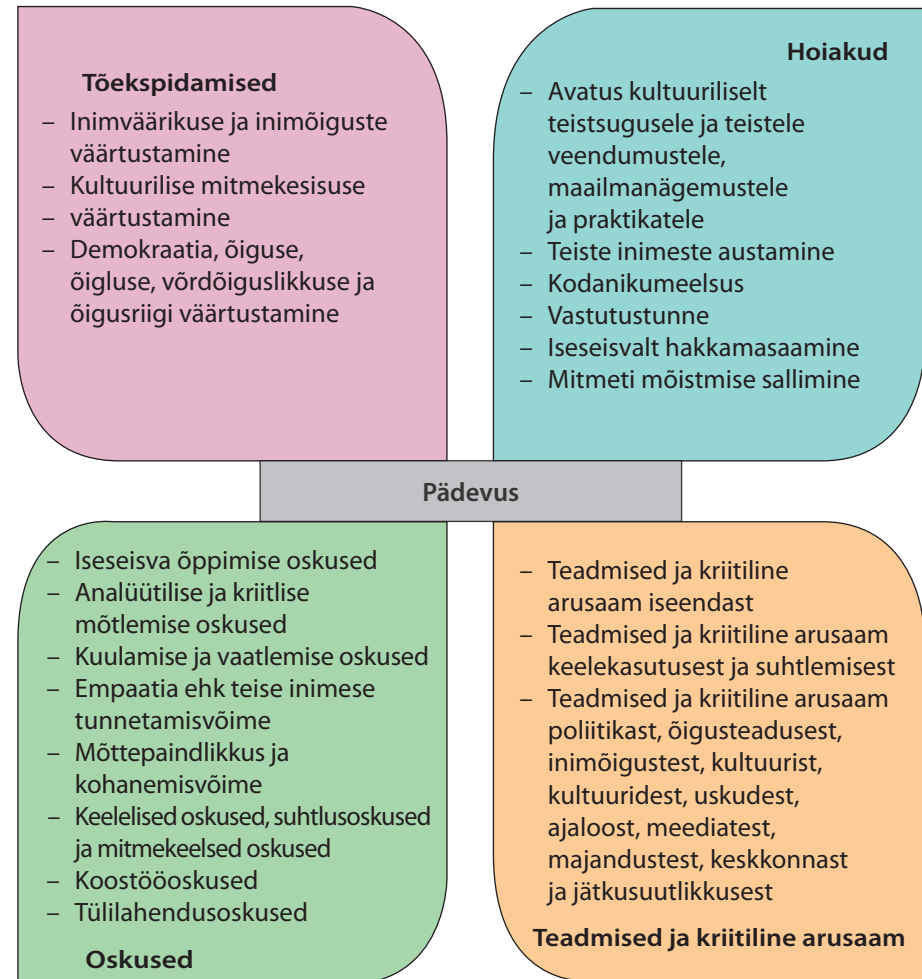 Tõekspidamised
– Inimväärikuse ja inimõiguste
väärtustamine
– Kultuurilise mitmekesisuse
– väärtustamine
– Demokraatia, õiguse,
õigluse, võrdõiguslikkuse ja
õigusriigi väärtustamine
Hoiakud
– Avatus kultuuriliselt
teistsugusele ja teistele
veendumustele,
maailmanägemustele
ja praktikatele
– Teiste inimeste austamine
– Kodanikumeelsus
– Vastutustunne
– Iseseisvalt hakkamasaamine
– Mitmeti mõistmise sallimine
Pädevus
– Iseseisva õppimise oskused
– Analüütilise ja kriitlise
mõtlemise oskused
– Kuulamise ja vaatlemise oskused
– Empaatia ehk teise inimese
tunnetamisvõime
– Mõttepaindlikkus ja
kohanemisvõime
– Keelelised oskused, suhtlusoskused
ja mitmekeelsed oskused
– Koostööoskused
– Tülilahendusoskused
Oskused
– Teadmised ja kriitiline
arusaam iseendast
– Teadmised ja kriitiline arusaam
keelekasutusest ja suhtlemisest
– Teadmised ja kriitiline arusaam
poliitikast, õigusteadusest,
inimõigustest, kultuurist,
kultuuridest, uskudest,
ajaloost, meediatest,
majandustest, keskkonnast
ja jätkusuutlikkusest
Teadmised ja kriitiline arusaam